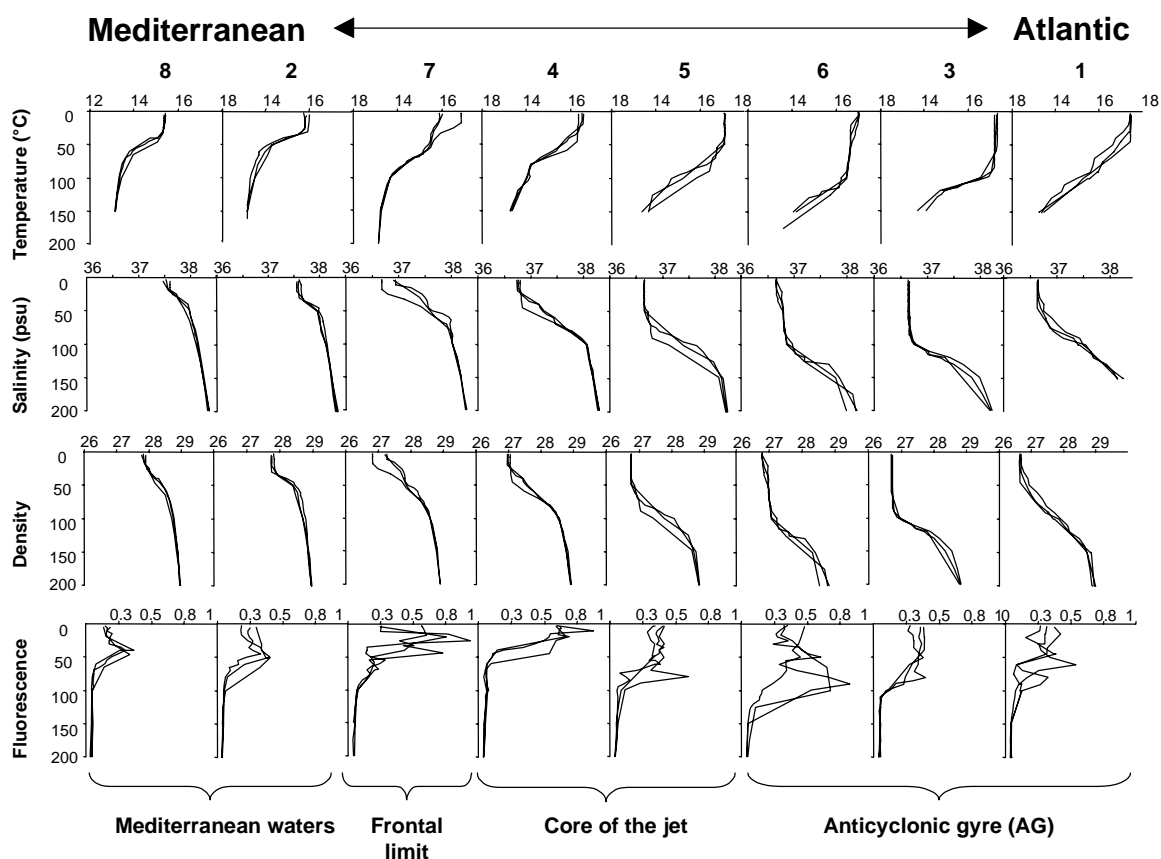 Mediterranean Atlantic
8 2 7 4 5 6 3 1
12 14 16 18 14 16 18 14 16 18 14 16 18 14 16 18 14 16 18 14 16 18 14 16 18
Temperature (°C)
0
50
100
150
200
36 37 38 36 37 38 36 37 38 36 37 38 36 37 38 36 37 38 36 37 38 36 37 38
Salinity (psu)
0
50
100
150
200
26 27 28 29 26 27 28 29 26 27 28 29 26 27 28 29 26 27 28 29 26 27 28 29 26 27 28 29 26 27 28 29
Density
0
50
100
150
200
0.3 0.5 0.8 1 0.3 0.5 0.8 1 0.3 0.5 0.8 1 0.3 0.5 0.8 1 0.3 0.5 0.8 1 0.3 0.5 0.8 1 0.3 0.5 0.8 10 0.3 0.5 0.8 1
Fluorescence
0
50
100
150
200
Mediterranean waters Frontal limit Core of the jet Anticyclonic gyre (AG)